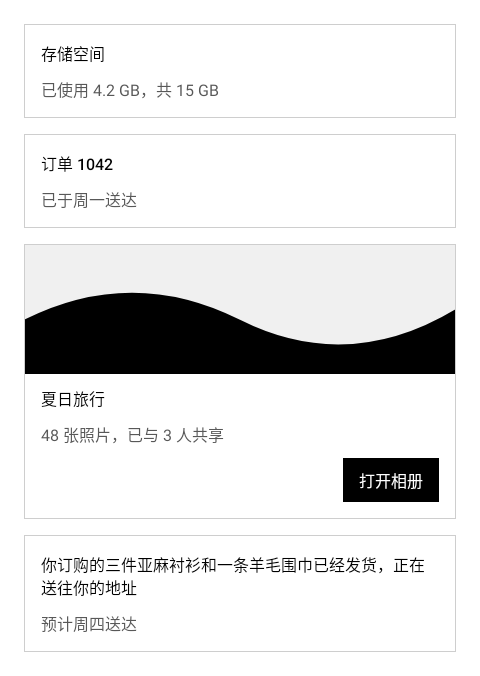 存储空间
已使用 4.2 GB，共 15 GB
订单 1042
已于周一送达
夏日旅行
48 张照片，已与 3 人共享
打开相册
你订购的三件亚麻衬衫和一条羊毛围巾已经发货，正在
送往你的地址
预计周四送达